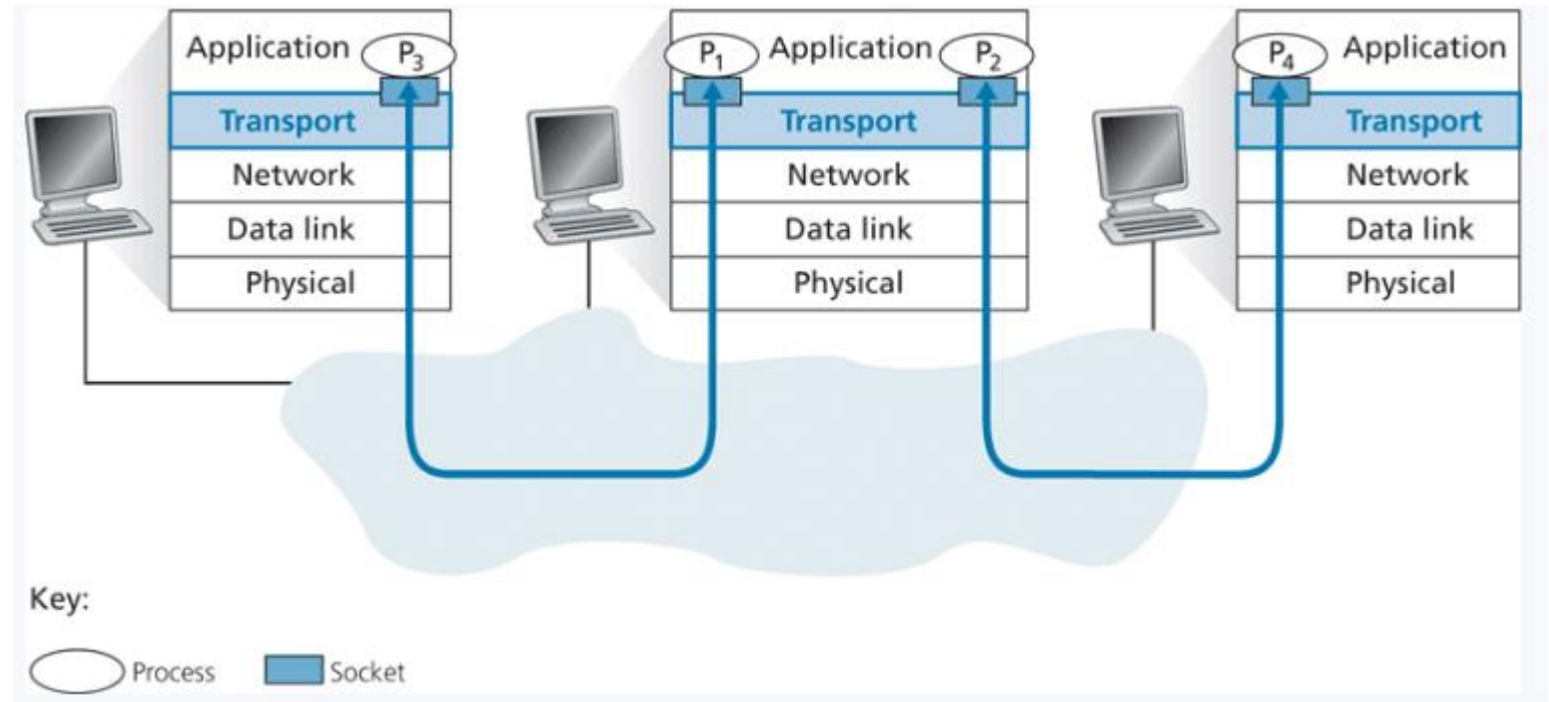 Application P3
Transport
Network
Data link
Physical
P1 Application P2
Transport
Network
Data link
Physical
P4 Application
Transport
Network
Data link
Physical
Key:
Process
Socket